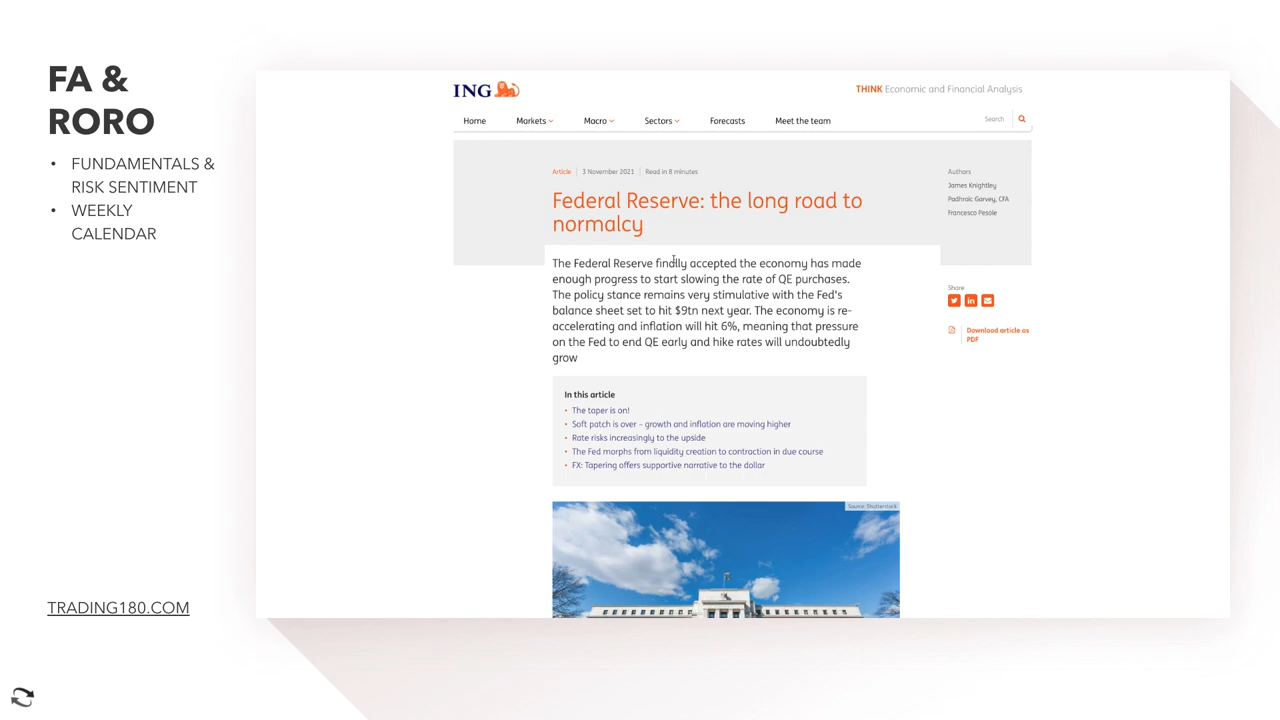 FA &
RORO
• FUNDAMENTALS &
RISK SENTIMENT
• WEEKLY
CALENDAR
TRADING180.COM
ING
THINK Economic and Financial Analysis
Home Markets Macro Sectors Forecasts Meet the team Search
Article 3 November 2021 Read in 8 minutes
Federal Reserve: the long road to
normalcy
The Federal Reserve finally accepted the economy has made
enough progress to start slowing the rate of QE purchases.
The policy stance remains very stimulative with the Fed's
balance sheet set to hit $9tn next year. The economy is re-
accelerating and inflation will hit 6%, meaning that pressure
on the Fed to end QE early and hike rates will undoubtedly
grow
In this article
• The taper is on!
• Soft patch is over – growth and inflation are moving higher
• Rate risks increasingly to the upside
• The Fed morphs from liquidity creation to contraction in due course
• FX: Tapering offers supportive narrative to the dollar
Source: Shutterstock
Authors
James Knightley
Padhraic Garvey, CFA
Francesco Pesole
Share
Download article as
PDF